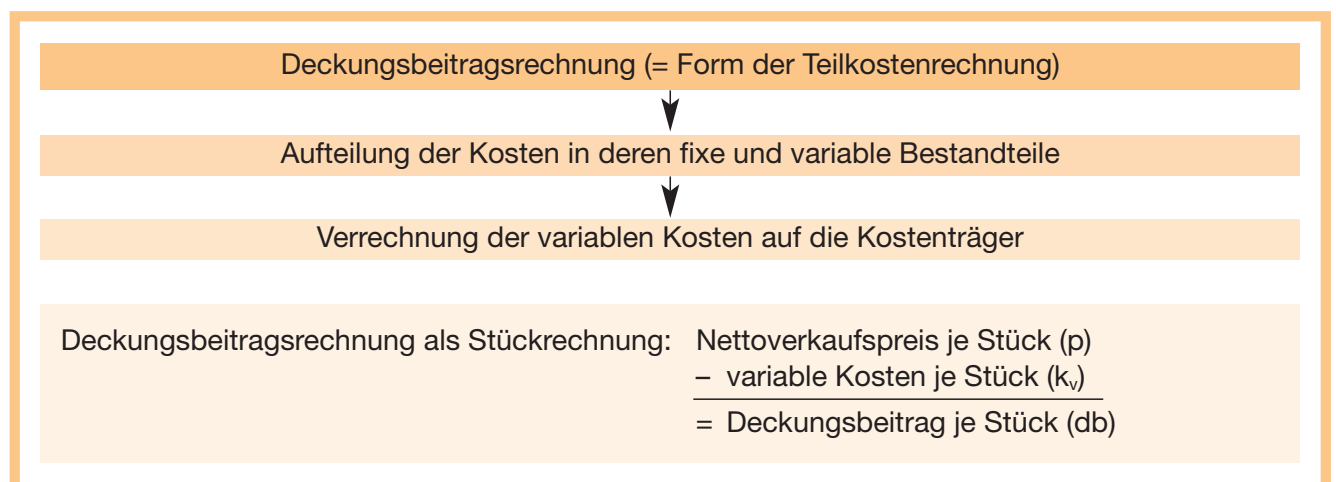 Deckungsbeitragsrechnung (= Form der Teilkostenrechnung)
Aufteilung der Kosten in deren fixe und variable Bestandteile
Verrechnung der variablen Kosten auf die Kostenträger
Deckungsbeitragsrechnung als Stückrechnung: Nettoverkaufspreis je Stück (p)
– variable Kosten je Stück (kᵥ)
= Deckungsbeitrag je Stück (db)